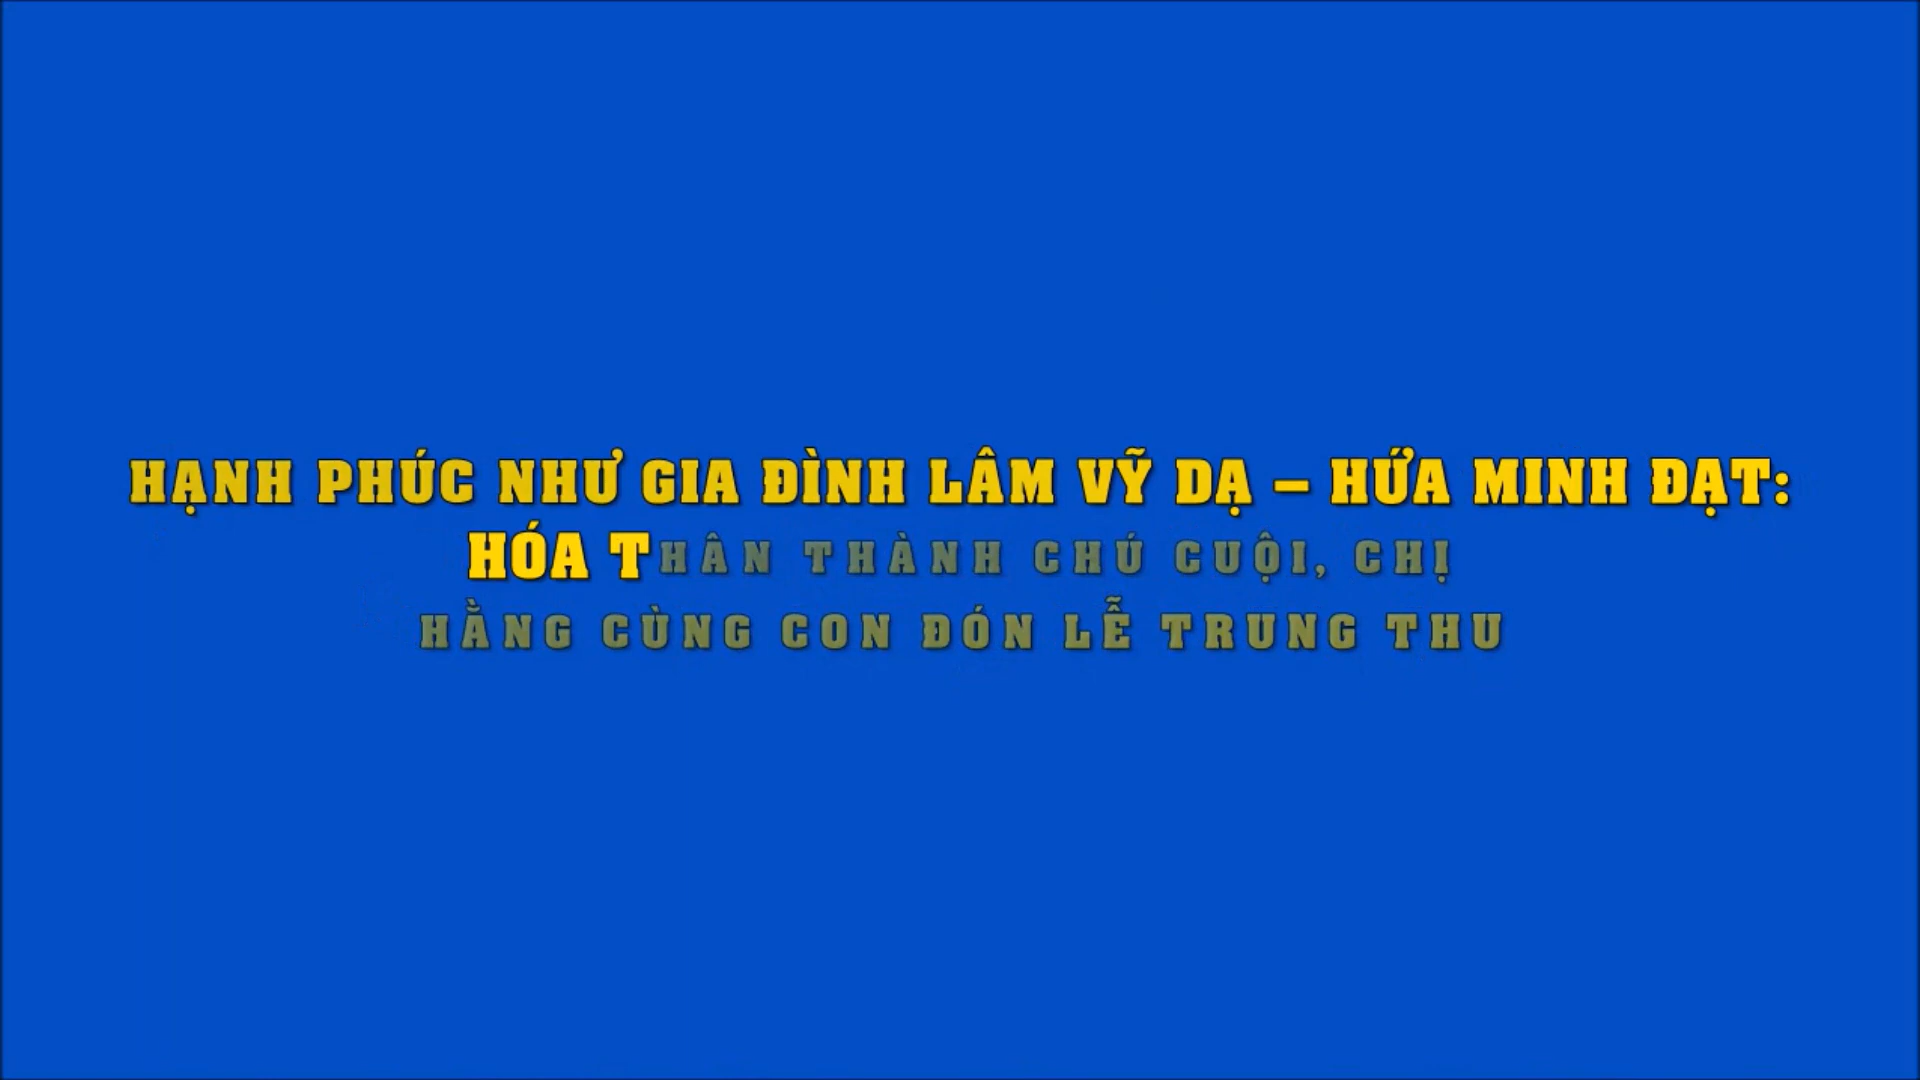 HẠNH PHÚC NHƯ GIA ĐÌNH LÂM VỸ DẠ – HỨA MINH ĐẠT:
HÓA THÂN THÀNH CHÚ CUỘI, CHỊ
HẰNG CÙNG CON ĐÓN LỄ TRUNG THU